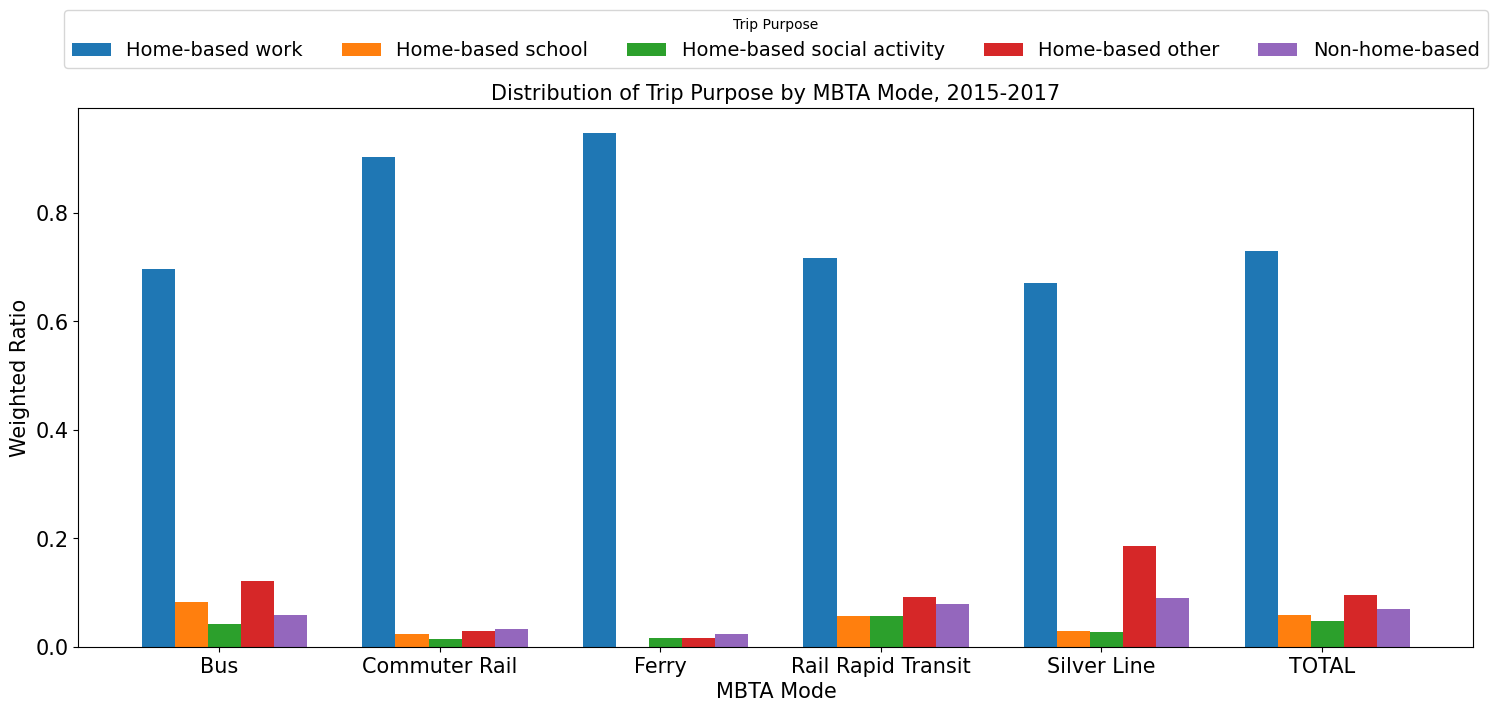 Trip Purpose
Home-based work Home-based school Home-based social activity Home-based other Non-home-based
Distribution of Trip Purpose by MBTA Mode, 2015-2017
Weighted Ratio
0.8
0.6
0.4
0.2
0.0
Bus Commuter Rail Ferry Rail Rapid Transit Silver Line TOTAL
MBTA Mode